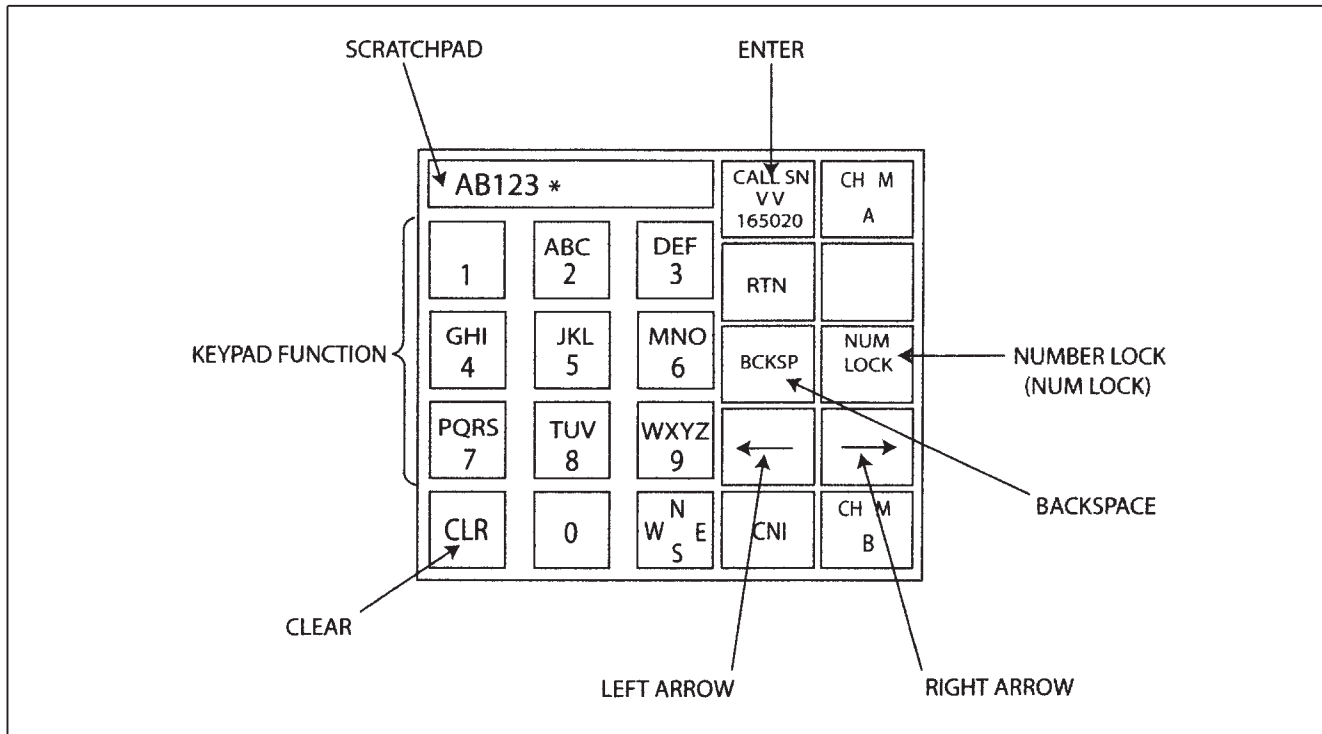 SCRATCHPAD
ENTER
AB123 *
CALL SN
V V
165020
CH M
A
1
ABC
2
DEF
3
RTN
KEYPAD FUNCTION
GHI
4
JKL
5
MNO
6
BCKSP
NUM
LOCK
NUMBER LOCK
(NUM LOCK)
PQRS
7
TUV
8
WXYZ
9
BACKSPACE
CLR
0
N
W E
S
CNI
CH M
B
CLEAR
LEFT ARROW
RIGHT ARROW